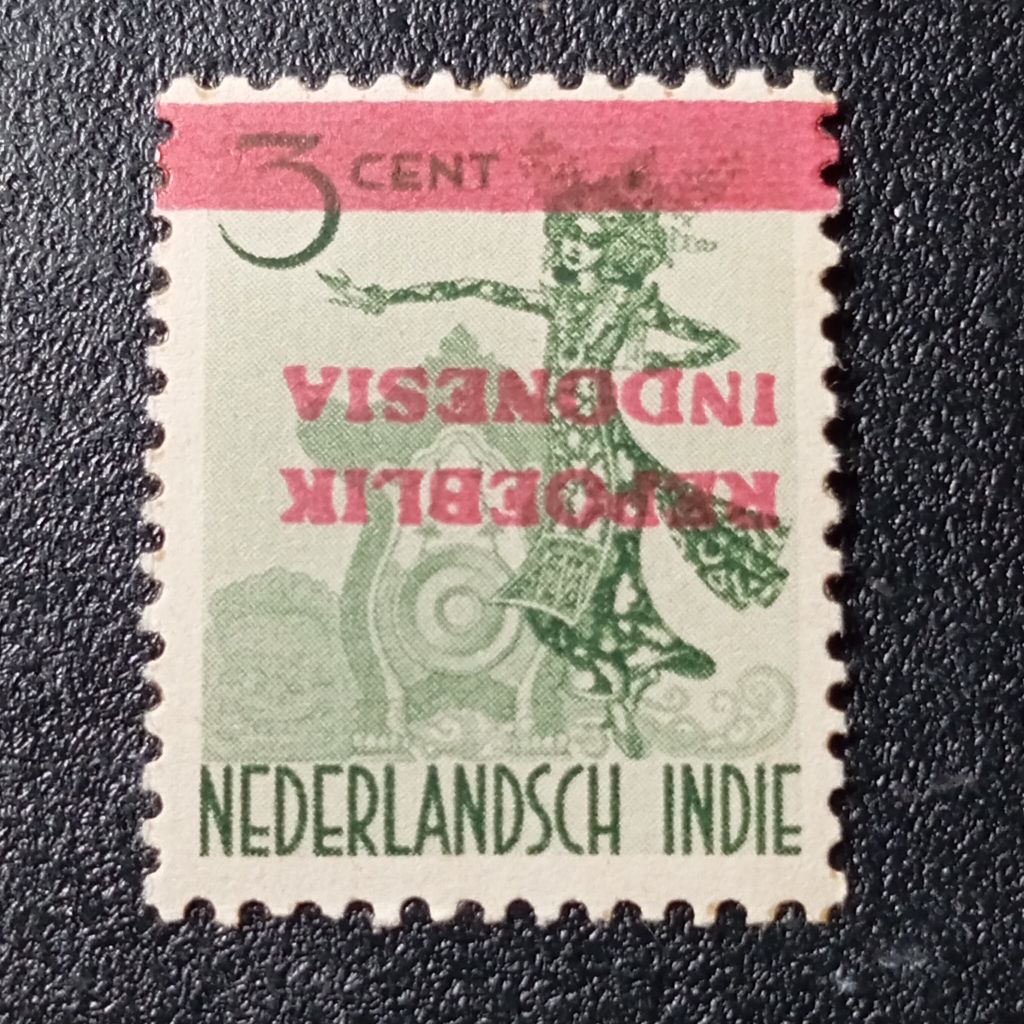 3 CENT
REPOEBLIK
INDONESIA
NEDERLANDSCH INDIE